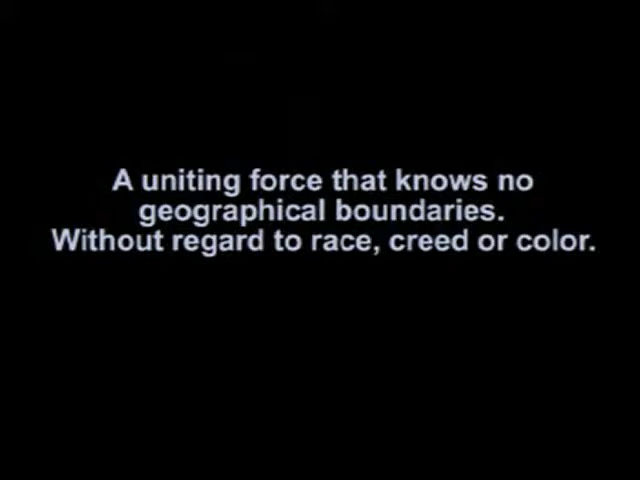 A uniting force that knows no
geographical boundaries.
Without regard to race, creed or color.